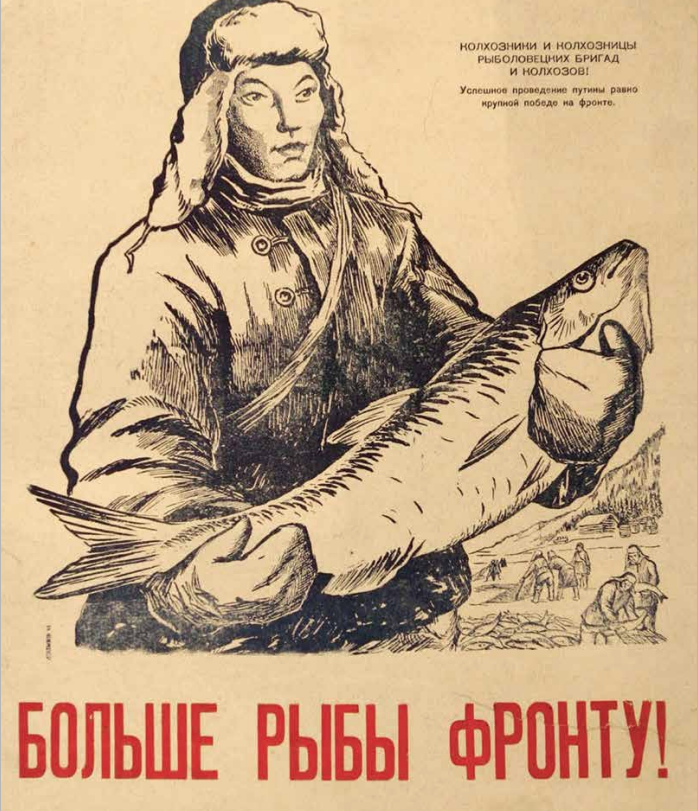 КОЛХОЗНИКИ И КОЛХОЗНИЦЫ
РЫБОЛОВЕЦКИХ БРИГАД
И КОЛХОЗОВ!
Успешное проведение путины равно
крупной победе на фронте.
БОЛЬШЕ РЫБЫ ФРОНТУ!